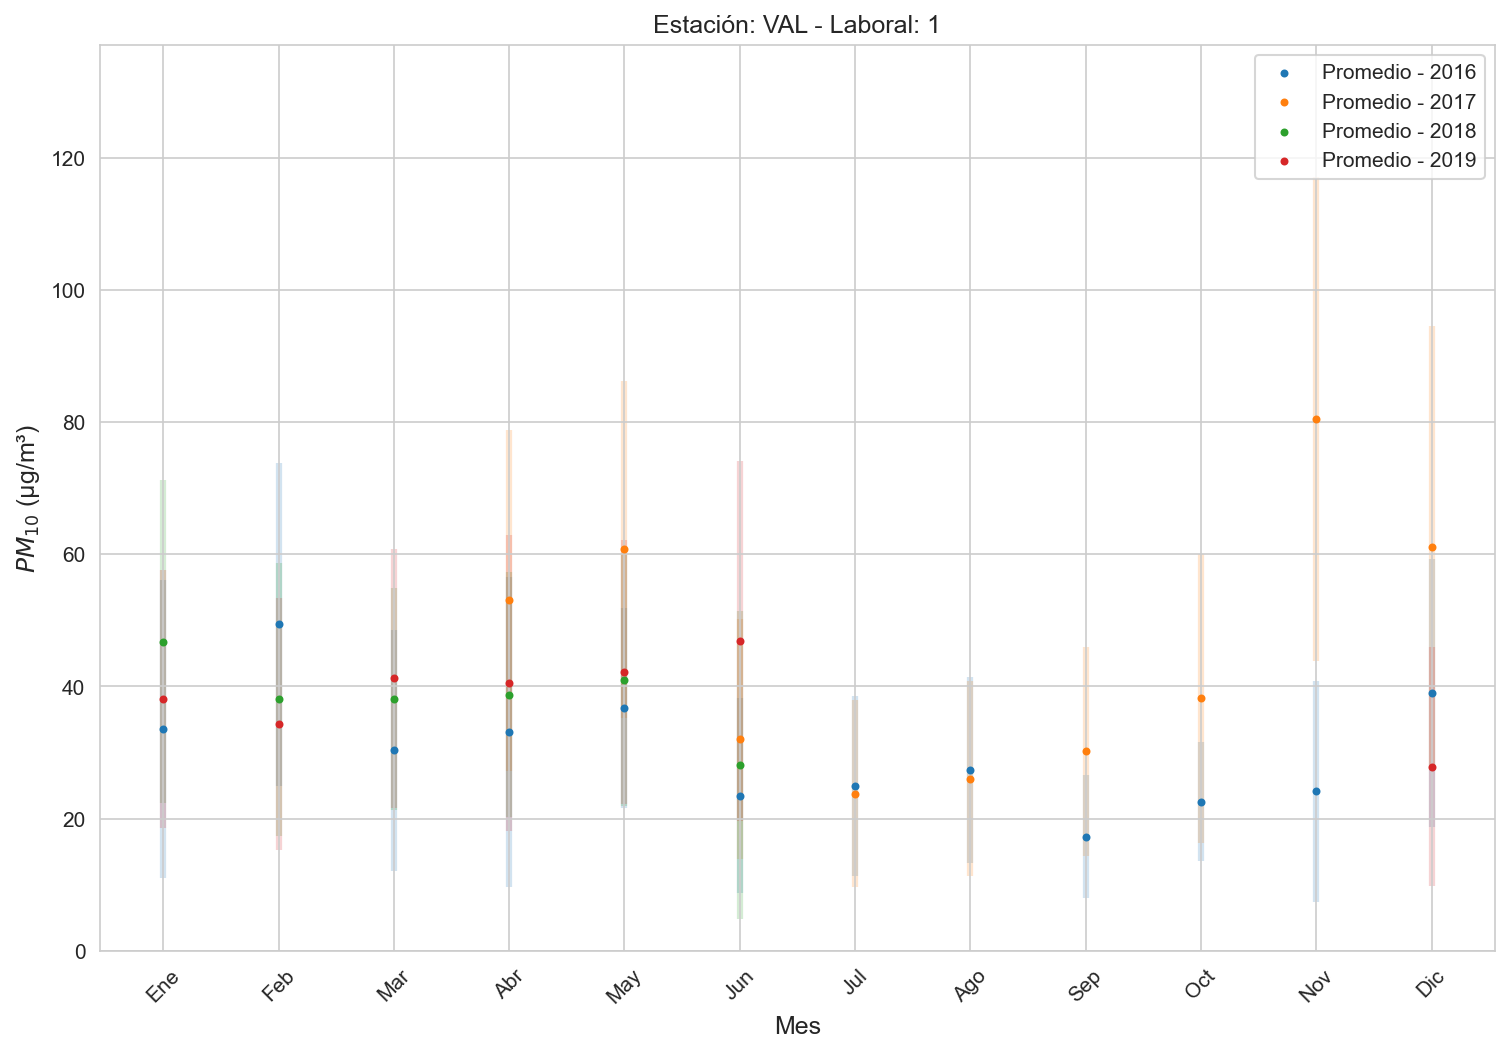 Estación: VAL - Laboral: 1
Promedio - 2016
Promedio - 2017
Promedio - 2018
Promedio - 2019
120
100
80
60
40
20
0
PM₁₀ (µg/m³)
Ene Feb Mar Abr May Jun Jul Ago Sep Oct Nov Dic
Mes